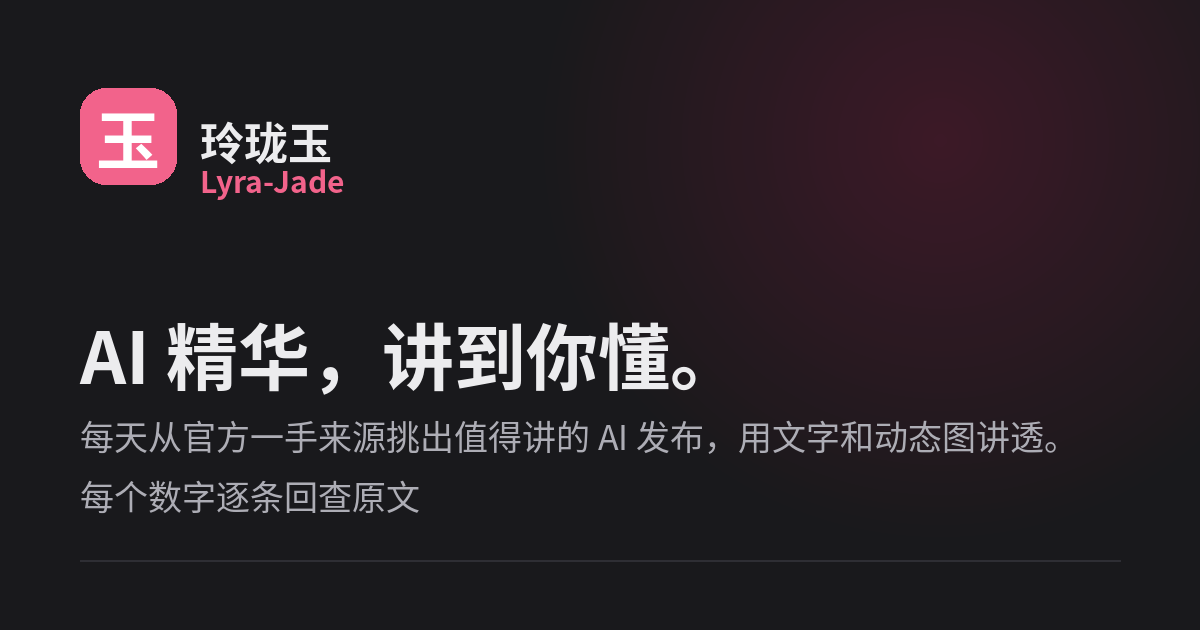 玉
玲珑玉
Lyra-Jade
AI 精华，讲到你懂。
每天从官方一手来源挑出值得讲的 AI 发布，用文字和动态图讲透。
每个数字逐条回查原文